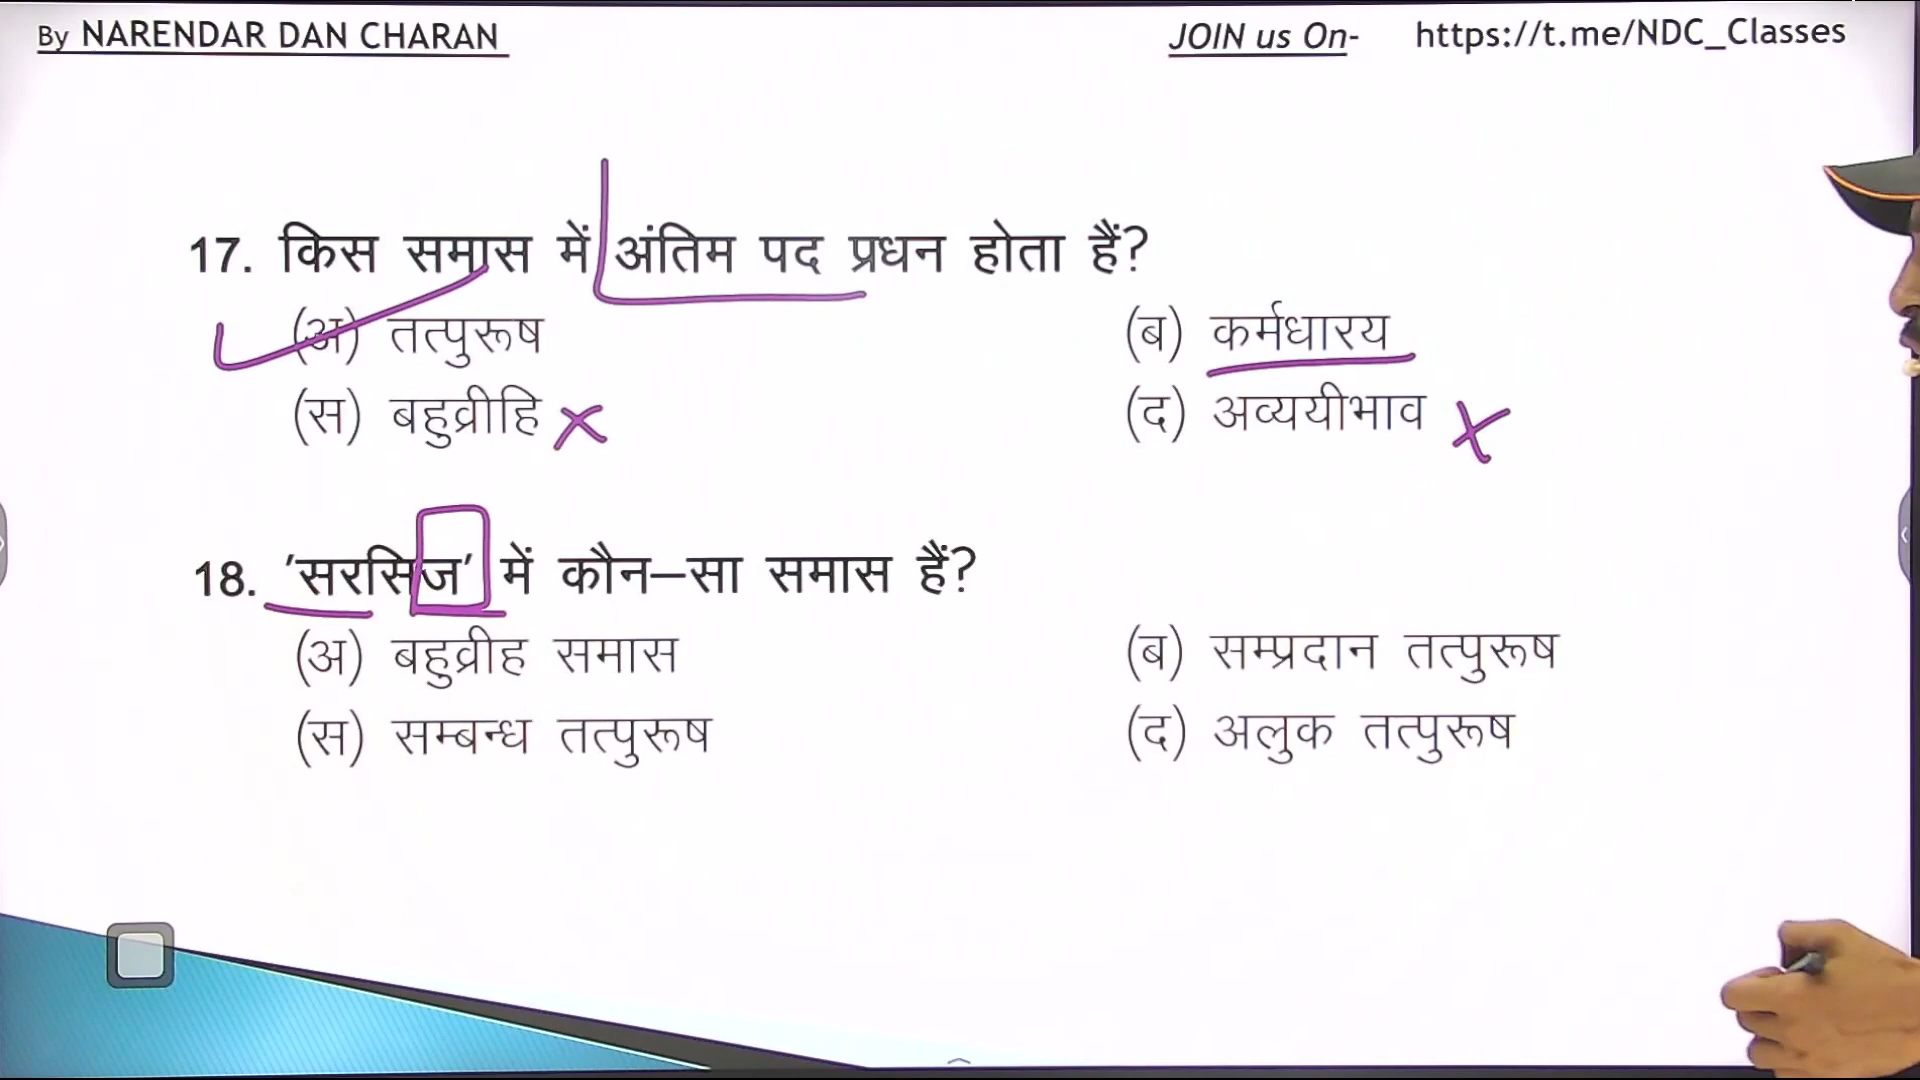 By NARENDAR DAN CHARAN
JOIN us On- https://t.me/NDC_Classes
17. किस समास में अंतिम पद प्रधन होता हैं?
(अ) तत्पुरूष (ब) कर्मधारय
(स) बहुव्रीहि (द) अव्ययीभाव
18. ’सरसिज’ में कौन–सा समास हैं?
(अ) बहुव्रीह समास (ब) सम्प्रदान तत्पुरूष
(स) सम्बन्ध तत्पुरूष (द) अलुक तत्पुरूष